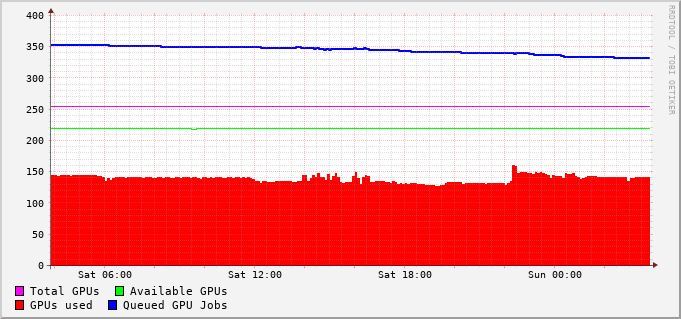 400
350
300
250
200
150
100
50
0
Sat 06:00 Sat 12:00 Sat 18:00 Sun 00:00
Total GPUs Available GPUs
GPUs used Queued GPU Jobs
RRDTOOL / TOBI OETIKER